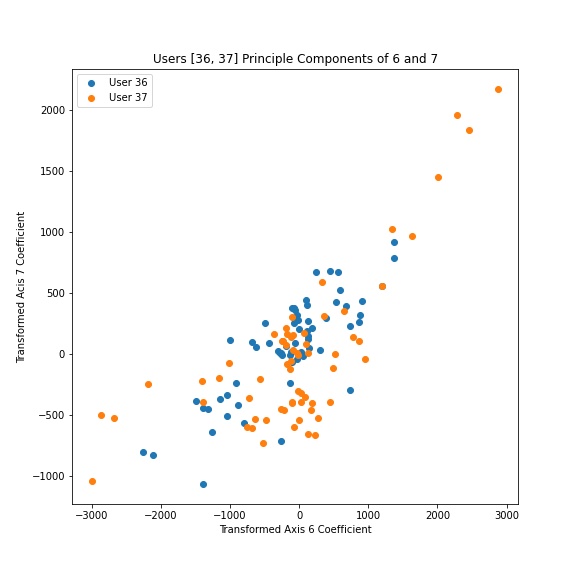 Users [36, 37] Principle Components of 6 and 7
User 36
User 37
2000
1500
1000
500
0
−500
−1000
Transformed Acis 7 Coefficient
−3000 −2000 −1000 0 1000 2000 3000
Transformed Axis 6 Coefficient